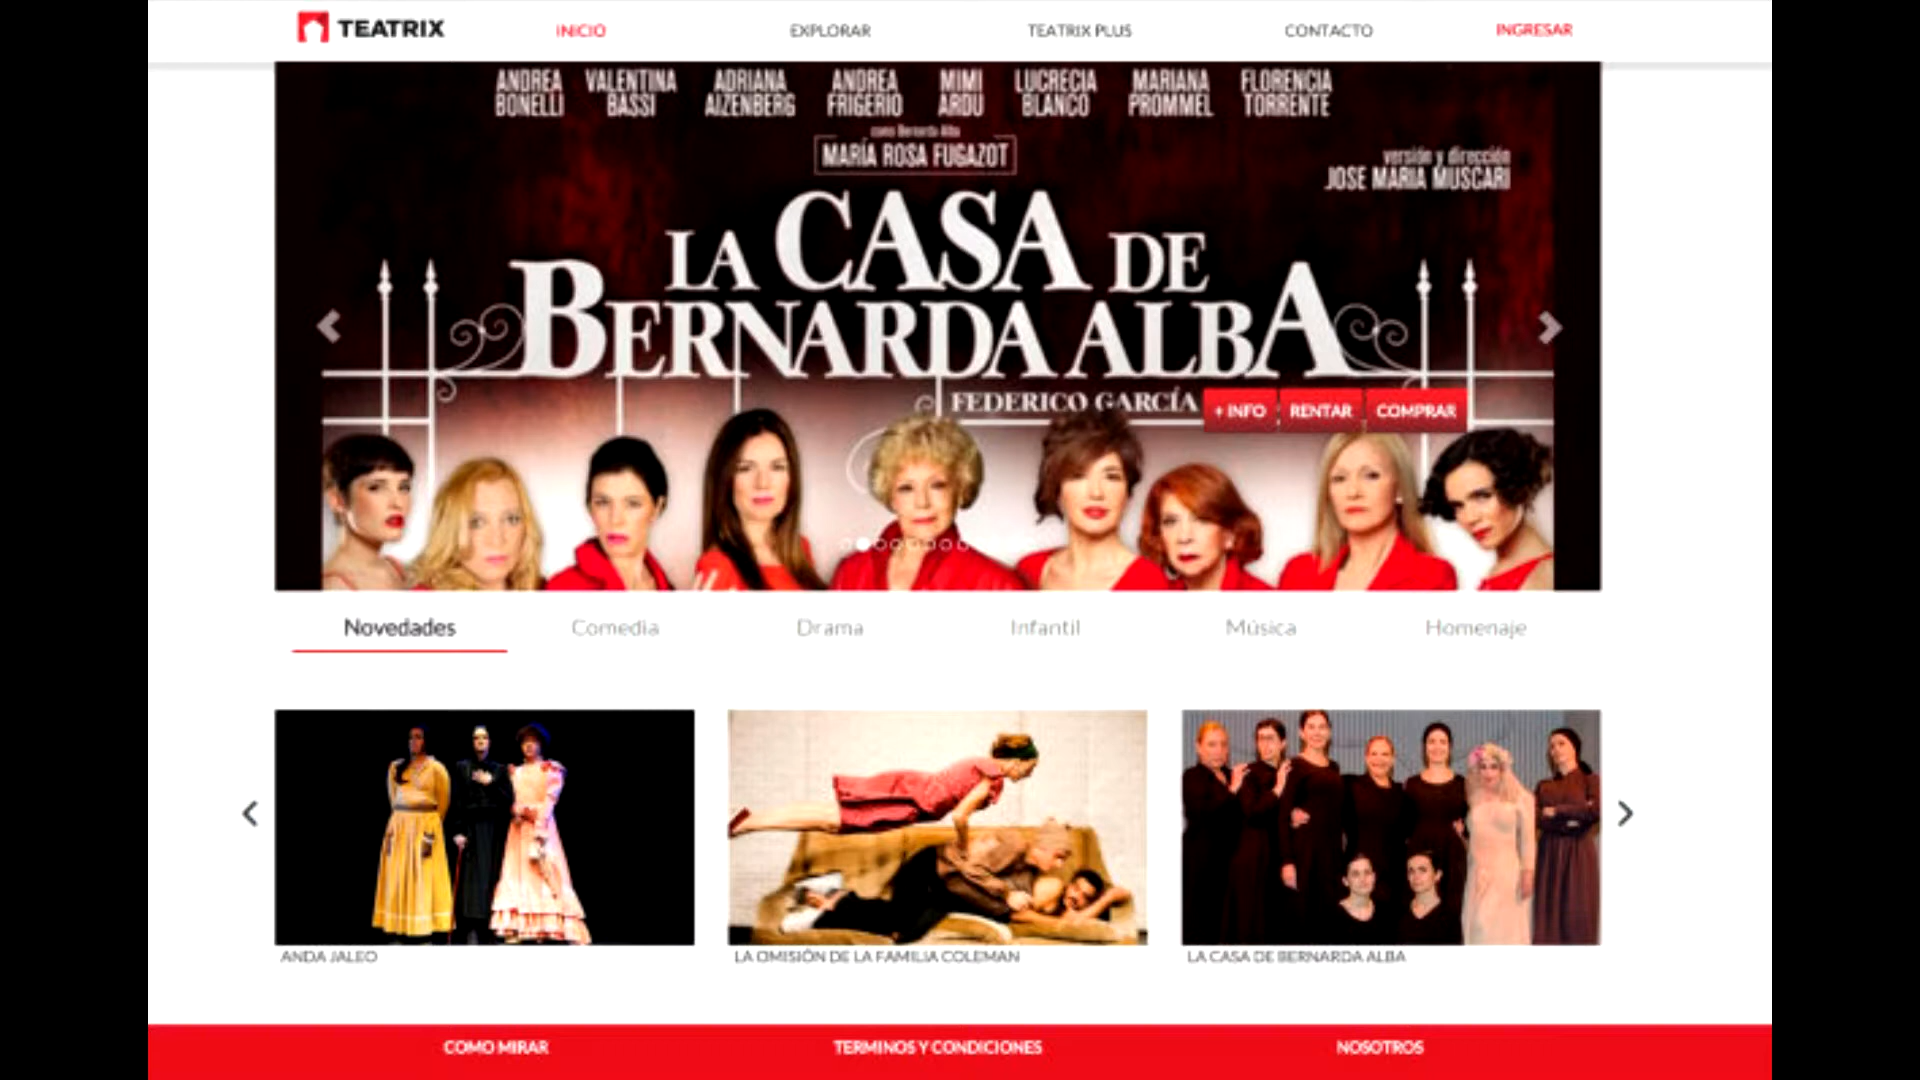 TEATRIX
INICIO
EXPLORAR
TEATRIX PLUS
CONTACTO
INGRESAR
ANDREA BONELLI
VALENTINA BASSI
ADRIANA AIZENBERG
ANDREA FRIGERIO
MIMI ARDU
LUCRECIA BLANCO
MARIANA PROMMEL
FLORENCIA TORRENTE
como Bernarda Alba
MARÍA ROSA FUGAZOT
versión y dirección
JOSE MARIA MUSCARI
LA CASA DE
BERNARDA ALBA
FEDERICO GARCÍA
+ INFO
RENTAR
COMPRAR
Novedades
Comedia
Drama
Infantil
Música
Homenaje
ANDA JALEO
LA OMISIÓN DE LA FAMILIA COLEMAN
LA CASA DE BERNARDA ALBA
COMO MIRAR
TERMINOS Y CONDICIONES
NOSOTROS